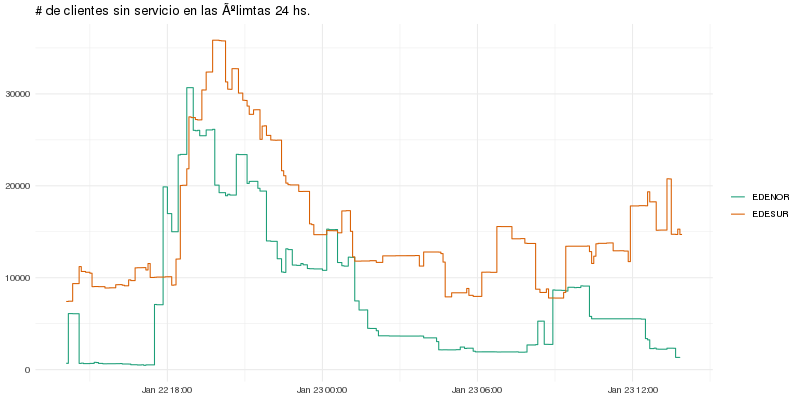 # de clientes sin servicio en las Ãºlimtas 24 hs.
30000
20000
10000
0
Jan 22 18:00
Jan 23 00:00
Jan 23 06:00
Jan 23 12:00
EDENOR
EDESUR